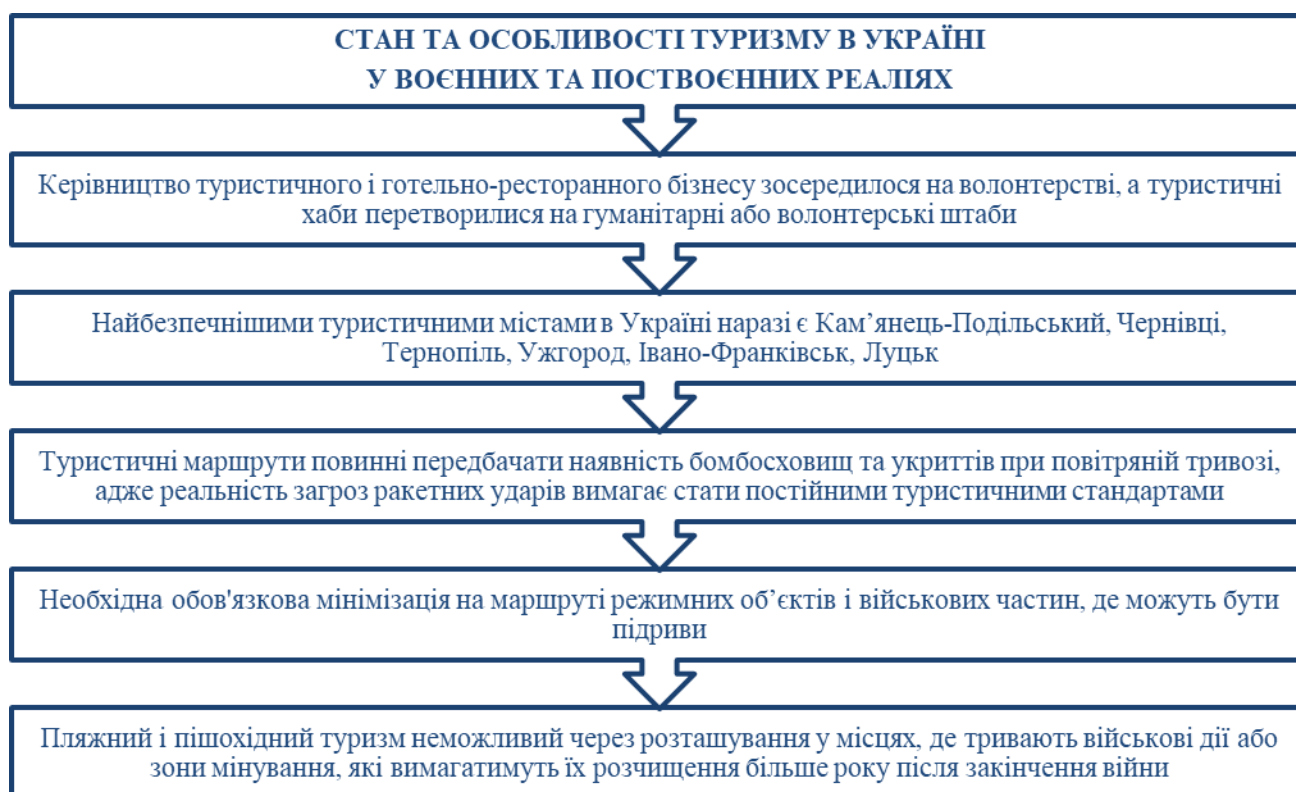 СТАН ТА ОСОБЛИВОСТІ ТУРИЗМУ В УКРАЇНІ
У ВОЄННИХ ТА ПОСТВОЄННИХ РЕАЛІЯХ
Керівництво туристичного і готельно-ресторанного бізнесу зосередилося на волонтерстві, а туристичні
хаби перетворилися на гуманітарні або волонтерські штаби
Найбезпечнішими туристичними містами в Україні наразі є Кам’янець-Подільський, Чернівці,
Тернопіль, Ужгород, Івано-Франківськ, Луцьк
Туристичні маршрути повинні передбачати наявність бомбосховищ та укриттів при повітряній тривозі,
адже реальність загроз ракетних ударів вимагає стати постійними туристичними стандартами
Необхідна обов'язкова мінімізація на маршруті режимних об’єктів і військових частин, де можуть бути
підриви
Пляжний і пішохідний туризм неможливий через розташування у місцях, де тривають військові дії або
зони мінування, які вимагатимуть їх розчищення більше року після закінчення війни